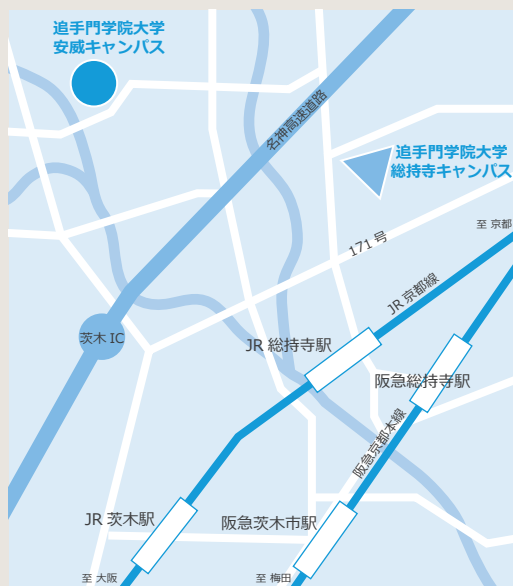 追手門学院大学
安威キャンパス
名神高速道路
追手門学院大学
総持寺キャンパス
至 京都
171 号
JR 京都線
茨木 IC
JR 総持寺駅
阪急総持寺駅
阪急京都本線
JR 茨木駅
阪急茨木市駅
至 大阪
至 梅田